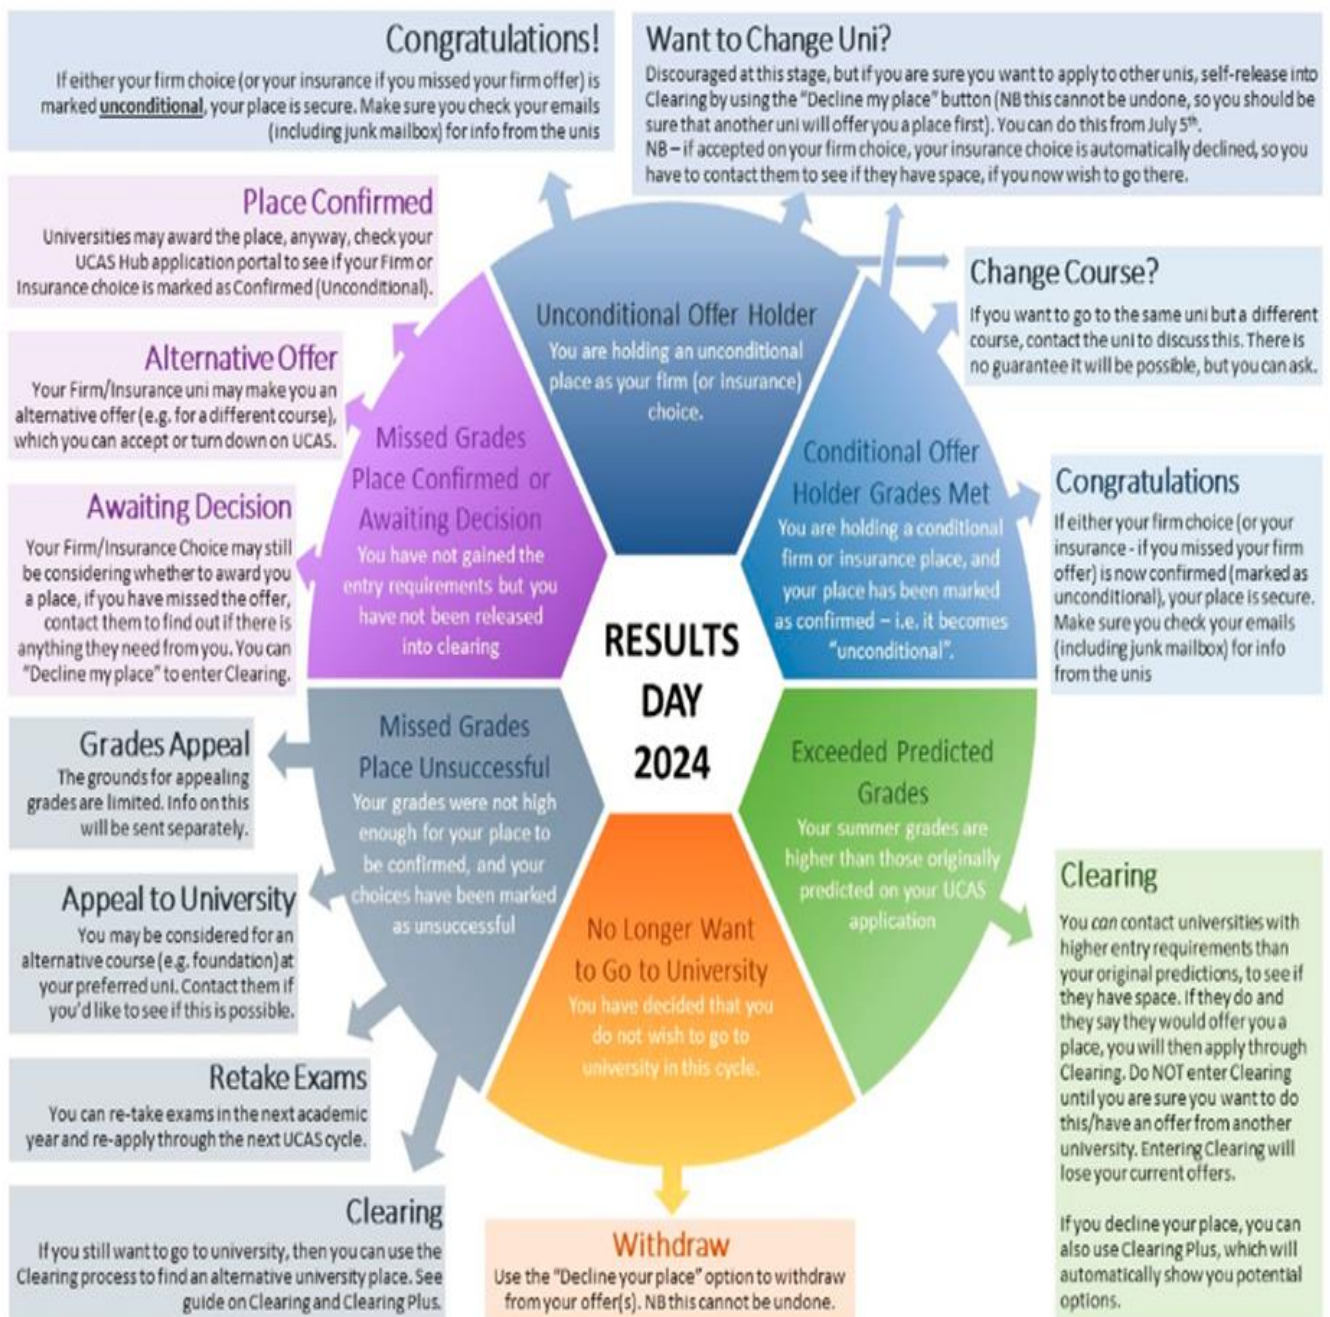 Congratulations!
If either your firm choice (or your insurance if you missed your firm offer) is
marked unconditional, your place is secure. Make sure you check your emails
(including junk mailbox) for info from the unis
Want to Change Uni?
Discouraged at this stage, but if you are sure you want to apply to other unis, self-release into
Clearing by using the "Decline my place" button (NB this cannot be undone, so you should be
sure that another uni will offer you a place first). You can do this from July 5th.
NB – if accepted on your firm choice, your insurance choice is automatically declined, so you
have to contact them to see if they have space, if you now wish to go there.
Place Confirmed
Universities may award the place, anyway, check your
UCAS Hub application portal to see if your Firm or
Insurance choice is marked as Confirmed (Unconditional).
Change Course?
If you want to go to the same uni but a different
course, contact the uni to discuss this. There is
no guarantee it will be possible, but you can ask.
Alternative Offer
Your Firm/Insurance uni may make you an
alternative offer (e.g. for a different course),
which you can accept or turn down on UCAS.
Congratulations
If either your firm choice (or your
insurance - if you missed your firm
offer) is now confirmed (marked as
unconditional), your place is secure.
Make sure you check your emails
(including junk mailbox) for info
from the unis
Awaiting Decision
Your Firm/Insurance Choice may still
be considering whether to award you
a place, if you have missed the offer,
contact them to find out if there is
anything they need from you. You can
"Decline my place" to enter Clearing.
Unconditional Offer Holder
You are holding an unconditional
place as your firm (or insurance)
choice.
Missed Grades
Place Confirmed or
Awaiting Decision
You have not gained the
entry requirements but you
have not been released
into clearing
Conditional Offer
Holder Grades Met
You are holding a conditional
firm or insurance place, and
your place has been marked
as confirmed – i.e. it becomes
"unconditional".
RESULTS
DAY
2024
Missed Grades
Place Unsuccessful
Your grades were not high
enough for your place to
be confirmed, and your
choices have been marked
as unsuccessful
Exceeded Predicted
Grades
Your summer grades are
higher than those originally
predicted on your UCAS
application
No Longer Want
to Go to University
You have decided that you
do not wish to go to
university in this cycle.
Grades Appeal
The grounds for appealing
grades are limited. Info on this
will be sent separately.
Appeal to University
You may be considered for an
alternative course (e.g. foundation) at
your preferred uni. Contact them if
you'd like to see if this is possible.
Retake Exams
You can re-take exams in the next academic
year and re-apply through the next UCAS cycle.
Clearing
If you still want to go to university, then you can use the
Clearing process to find an alternative university place. See
guide on Clearing and Clearing Plus.
Withdraw
Use the "Decline your place" option to withdraw
from your offer(s). NB this cannot be undone.
Clearing
You can contact universities with
higher entry requirements than
your original predictions, to see if
they have space. If they do and
they say they would offer you a
place, you will then apply through
Clearing. Do NOT enter Clearing
until you are sure you want to do
this/have an offer from another
university. Entering Clearing will
lose your current offers.
If you decline your place, you can
also use Clearing Plus, which will
automatically show you potential
options.